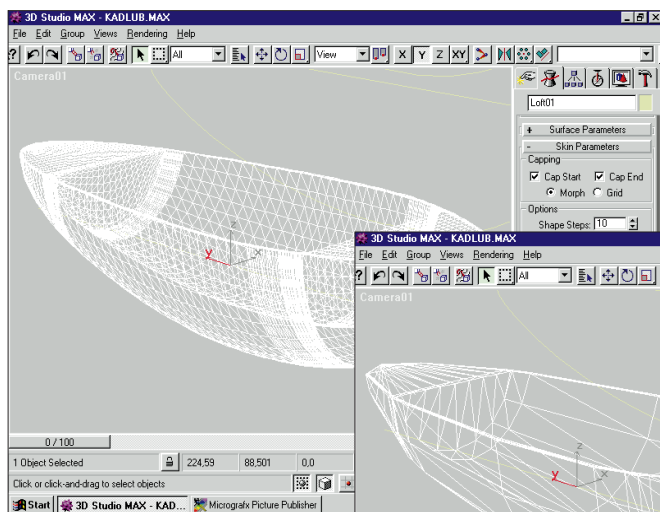 3D Studio MAX - KADLUB.MAX
File Edit Group Views Rendering Help
? All View X Y Z XY
Camera01
Loft01
+ Surface Parameters
- Skin Parameters
Capping
Cap Start Cap End
Morph Grid
Options
Shape Steps: 10
z
y x
0 / 100
1 Object Selected 224,59 88,501 0,0
Click or click-and-drag to select objects
Start 3D Studio MAX - KAD... Micrografx Picture Publisher
3D Studio MAX - KADLUB.MAX
File Edit Group Views Rendering Help
? All
Camera01
z
y x